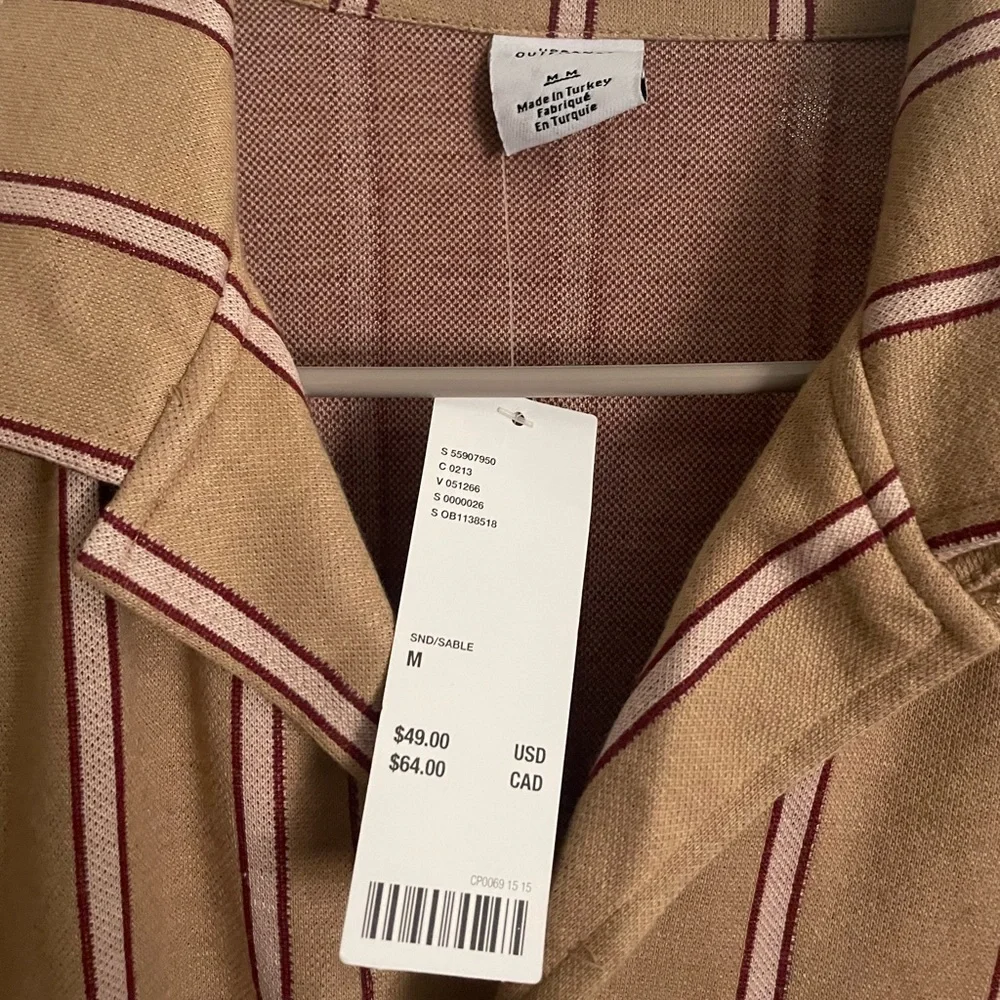 M M
Made In Turkey
Fabriqué
En Turquie
S 55907950
C 0213
V 051266
S 0000026
S OB1138518
SND/SABLE
M
$49.00 USD
$64.00 CAD
CP0069 15 15